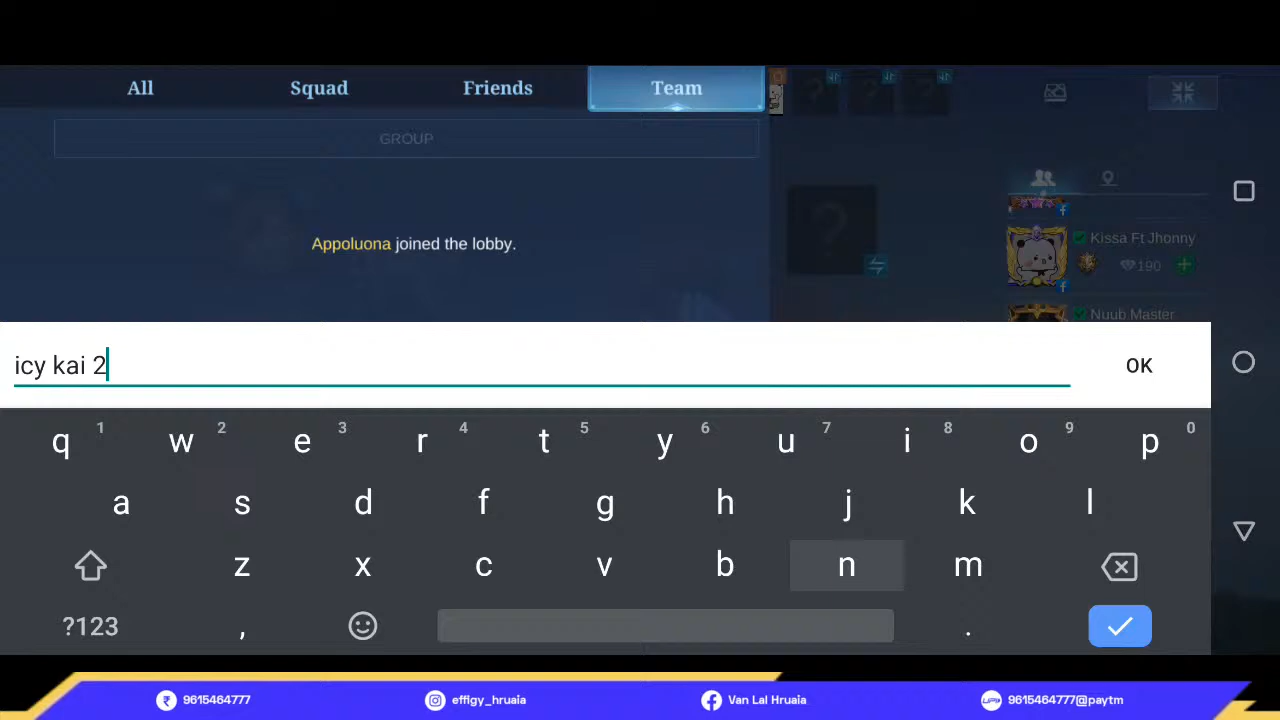 All Squad Friends Team
GROUP
Appoluona joined the lobby.
Kissa Ft Jhonny
190
Nuub Master
icy kai 2
OK
1 2 3 4 5 6 7 8 9 0
q w e r t y u i o p
a s d f g h j k l
z x c v b n m
?123 , .
9615464777 effigy_hruaia Van Lal Hruaia 9615464777@paytm